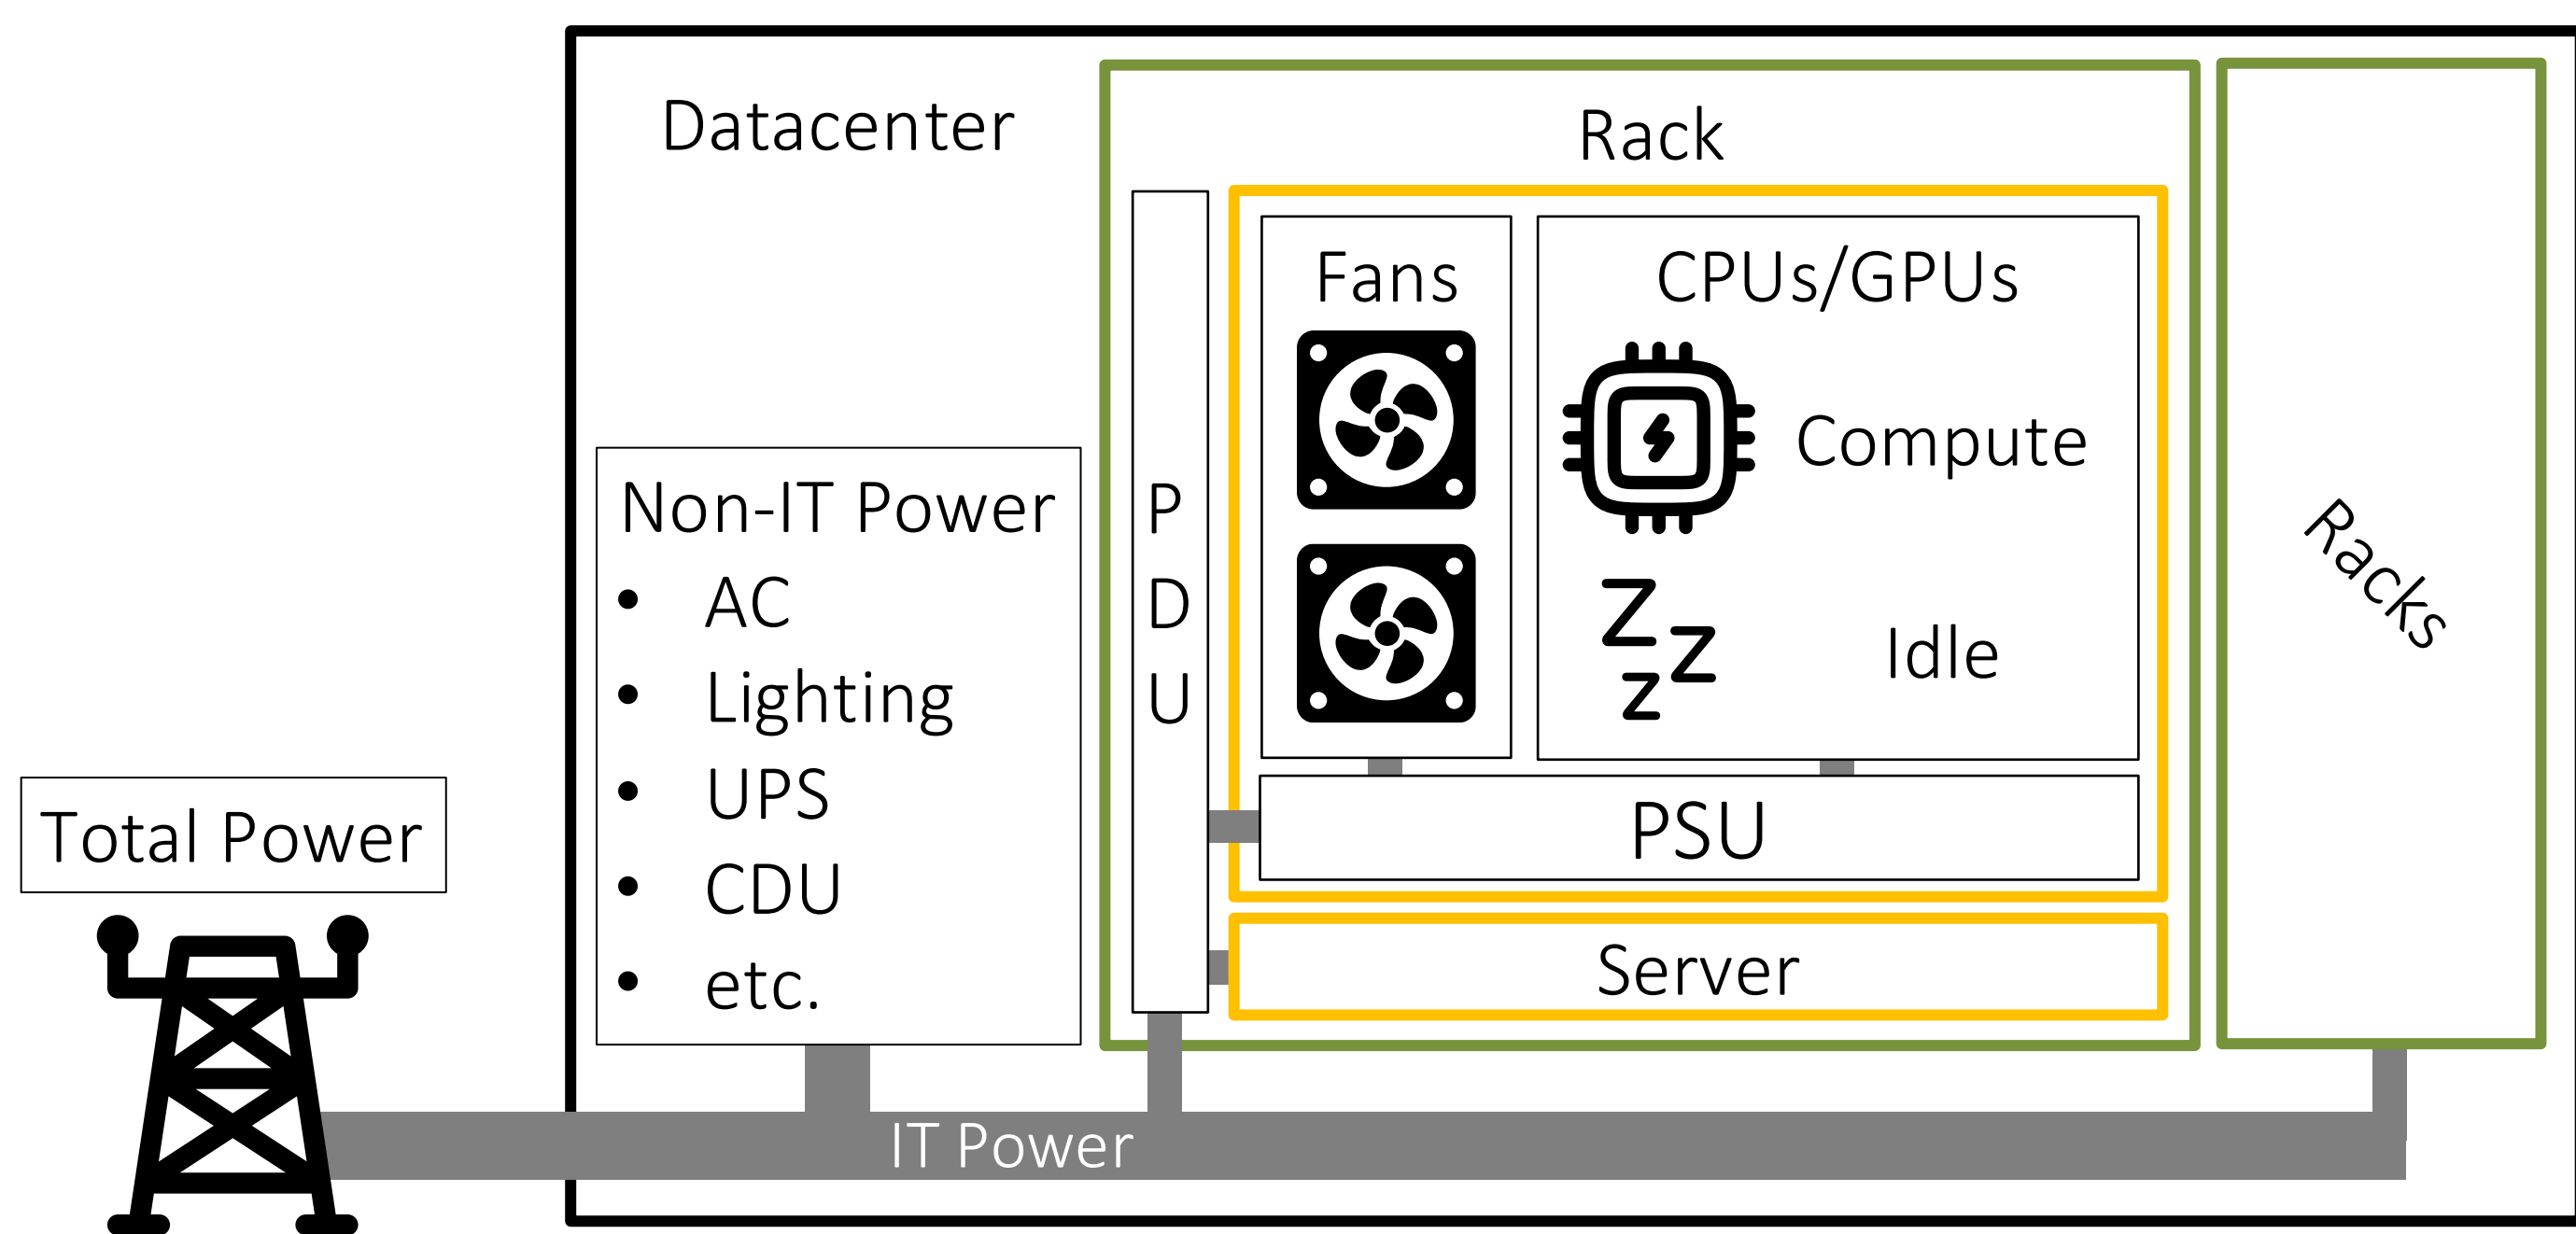 Datacenter
Rack
Fans
CPUs/GPUs
Compute
Idle
P
D
U
PSU
Server
Racks
Non-IT Power
• AC
• Lighting
• UPS
• CDU
• etc.
Total Power
IT Power